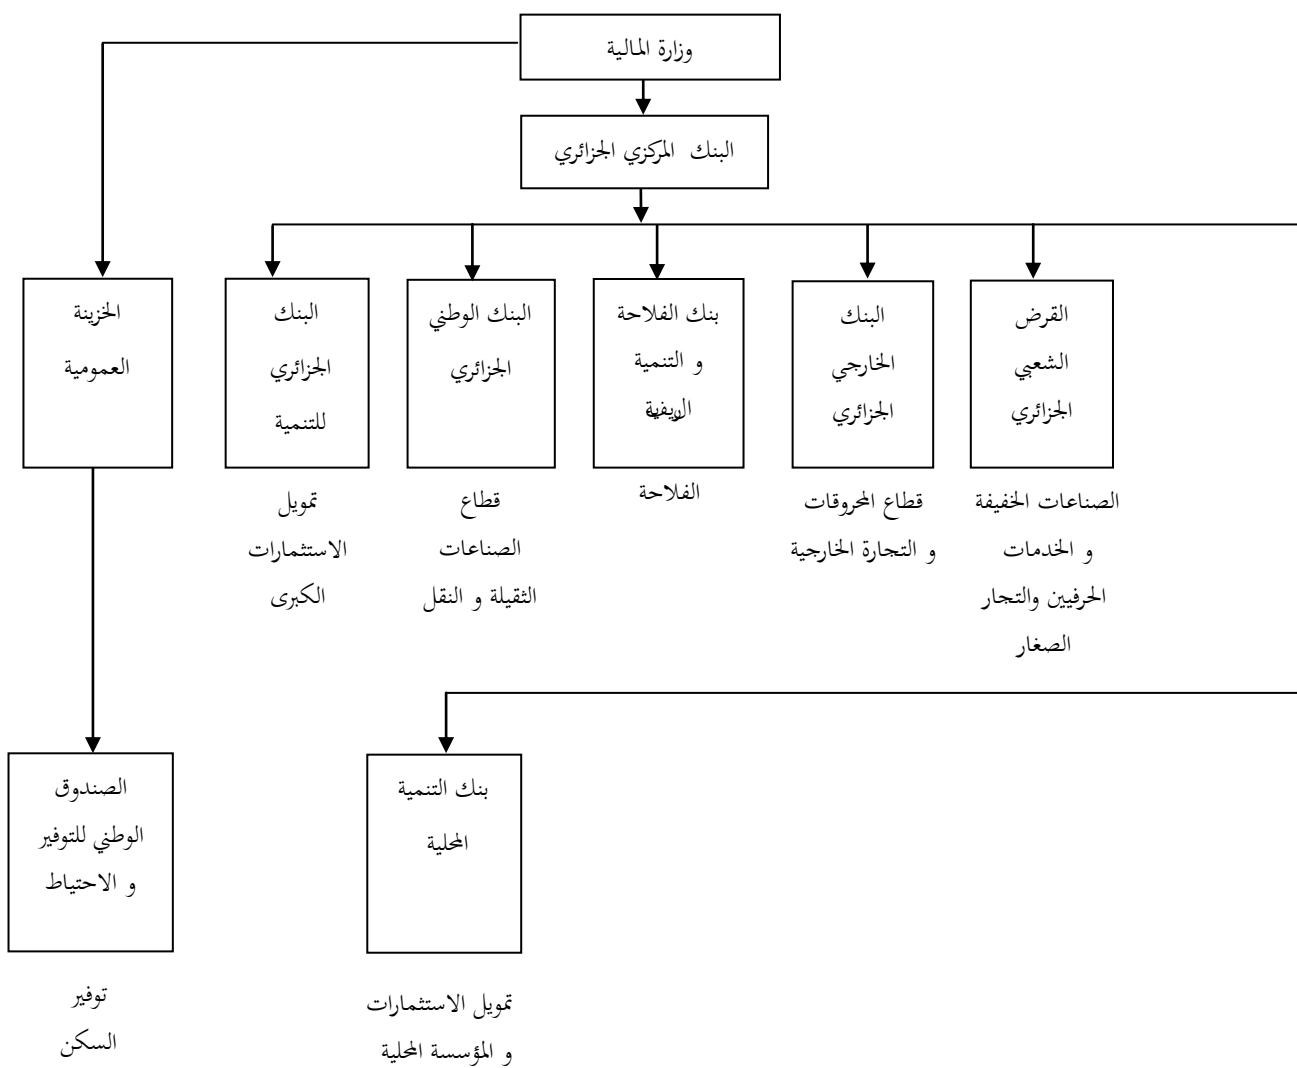 وزارة المالية
البنك المركزي الجزائري
القرض
الشعبي
الجزائري
البنك
الخارجي
الجزائري
بنك الفلاحة
و التنمية
الريفية
البنك الوطني
الجزائري
البنك
الجزائري
للتنمية
الخزينة
العمومية
الصناعات الخفيفة
و الخدمات
الحرفيين والتجار
الصغار
قطاع المحروقات
و التجارة الخارجية
الفلاحة
قطاع
الصناعات
الثقيلة و النقل
تمويل
الاستثمارات
الكبرى
بنك التنمية
المحلية
الصندوق
الوطني للتوفير
و الاحتياط
تمويل الاستثمارات
و المؤسسة المحلية
توفير
السكن